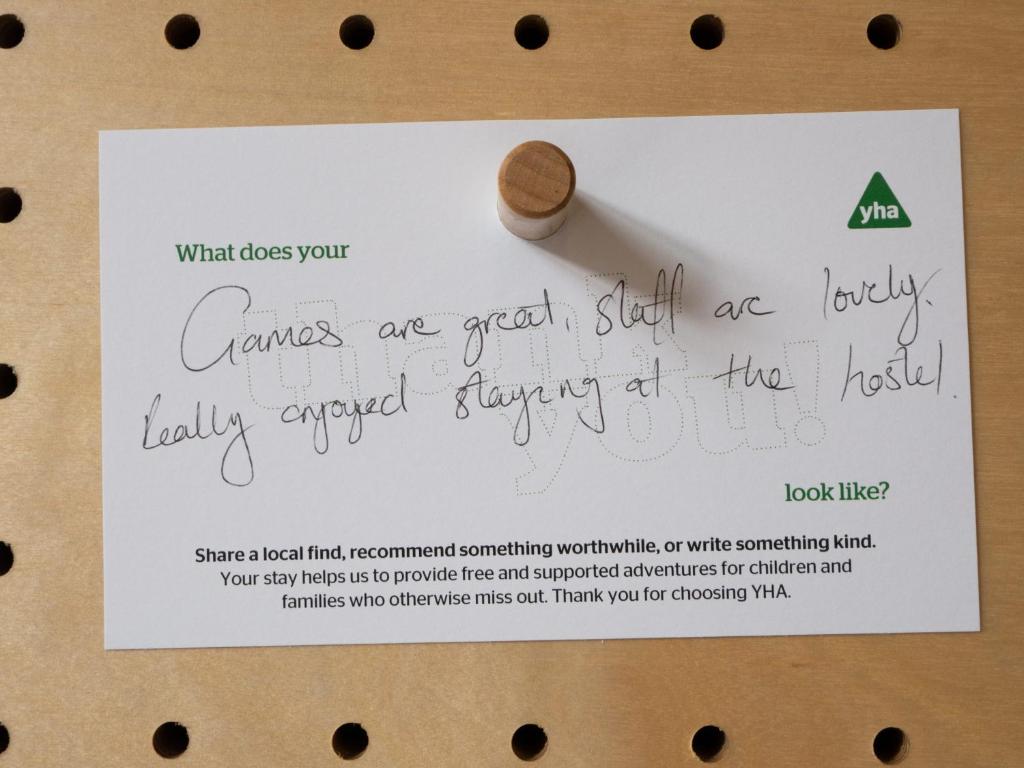 yha
What does your
thank
you!
Games are great, staff are lovely.
Really enjoyed staying at the hostel.
look like?
Share a local find, recommend something worthwhile, or write something kind.
Your stay helps us to provide free and supported adventures for children and
families who otherwise miss out. Thank you for choosing YHA.